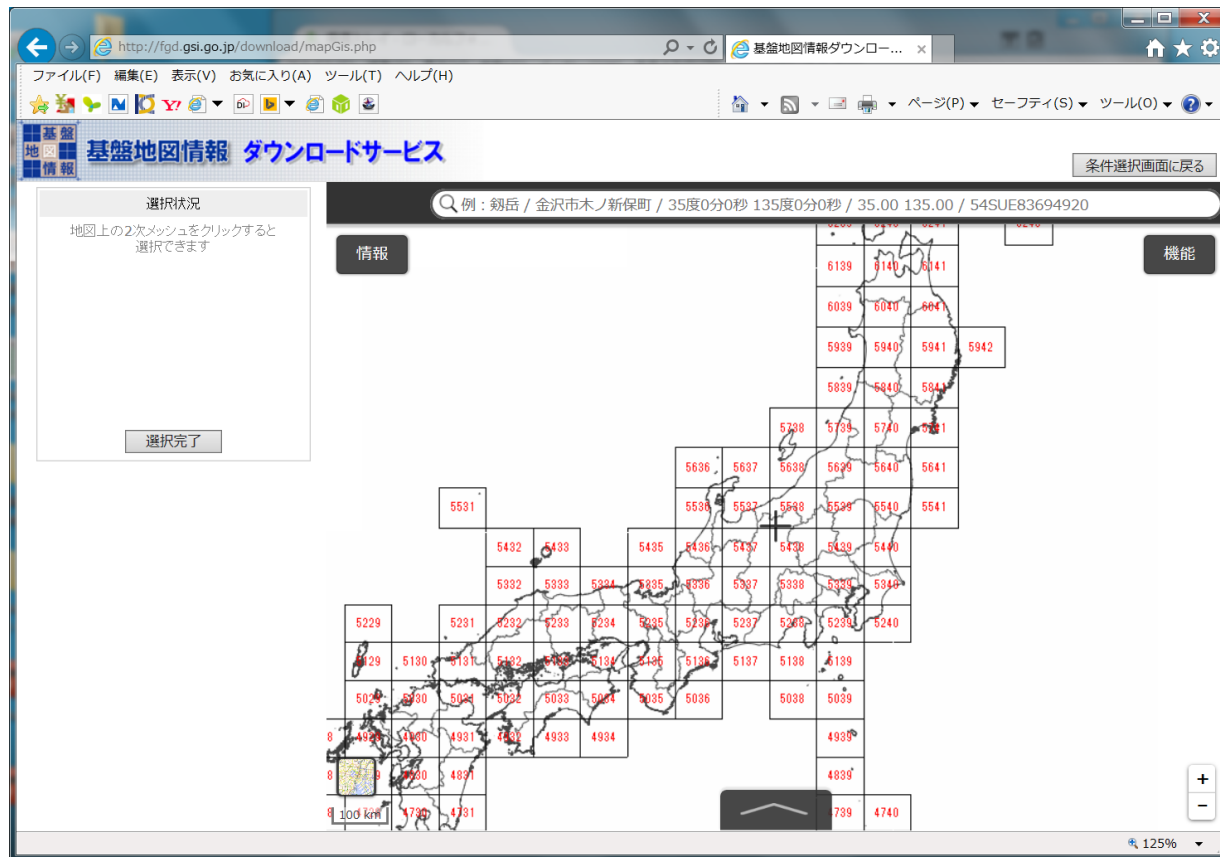 http://fgd.gsi.go.jp/download/mapGis.php
基盤地図情報ダウンロー...
ファイル(F) 編集(E) 表示(V) お気に入り(A) ツール(T) ヘルプ(H)
ページ(P) セーフティ(S) ツール(O)
基盤
地図
情報
基盤地図情報 ダウンロードサービス
条件選択画面に戻る
選択状況
地図上の2次メッシュをクリックすると
選択できます
選択完了
例：剱岳 / 金沢市木ノ新保町 / 35度0分0秒 135度0分0秒 / 35.00 135.00 / 54SUE83694920
情報
機能
6139 6140 6141
6039 6040 6041
5939 5940 5941 5942
5839 5840 5841
5738 5739 5740
5636 5637 5638 5639 5640 5641
5531 5536 5537 5538 5539 5540 5541
5432 5433 5435 5436 5437 5438 5439 5440
5332 5333 5334 5335 5336 5337 5338 5339 5340
5229 5231 5232 5233 5234 5235 5236 5237 5238 5239 5240
5129 5130 5131 5132 5134 5135 5136 5137 5138 5139
5029 5030 5031 5032 5033 5034 5035 5036 5038 5039
4930 4931 4932 4933 4934 4939
4830 4831 4839
4730 4731 4739 4740
100 km
+
−
125%